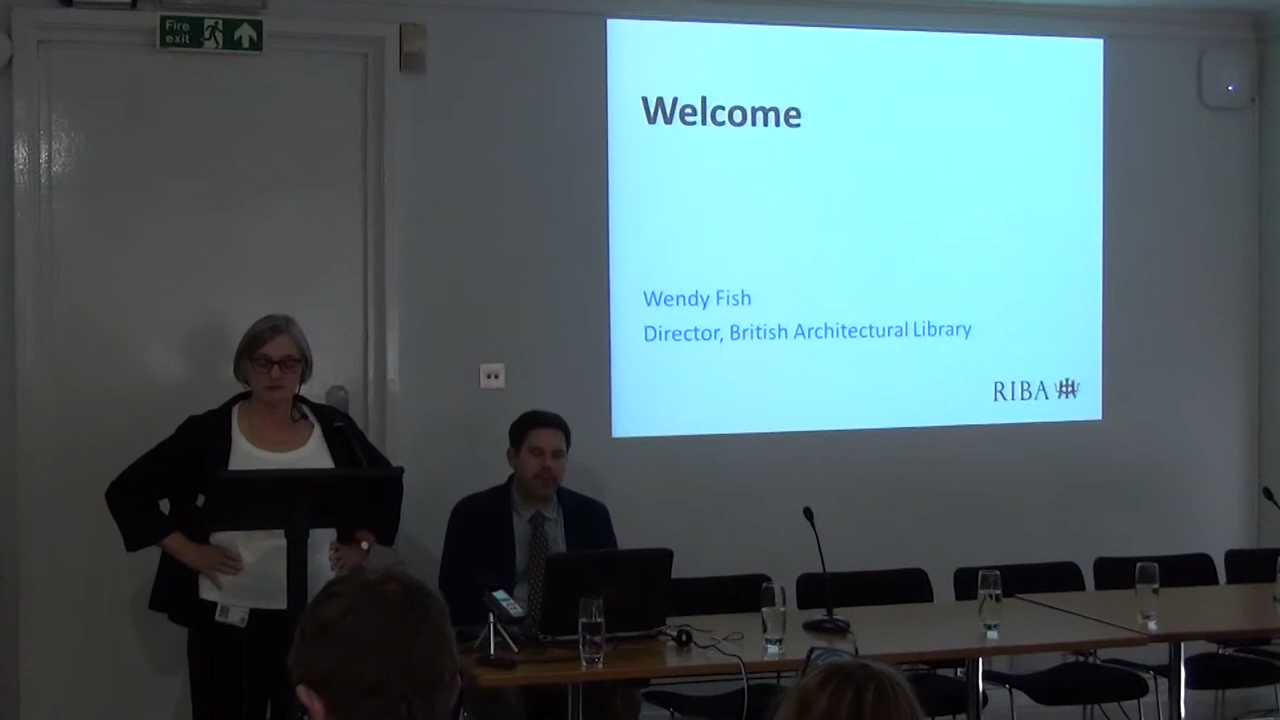 Fire
exit
Welcome
Wendy Fish
Director, British Architectural Library
RIBA